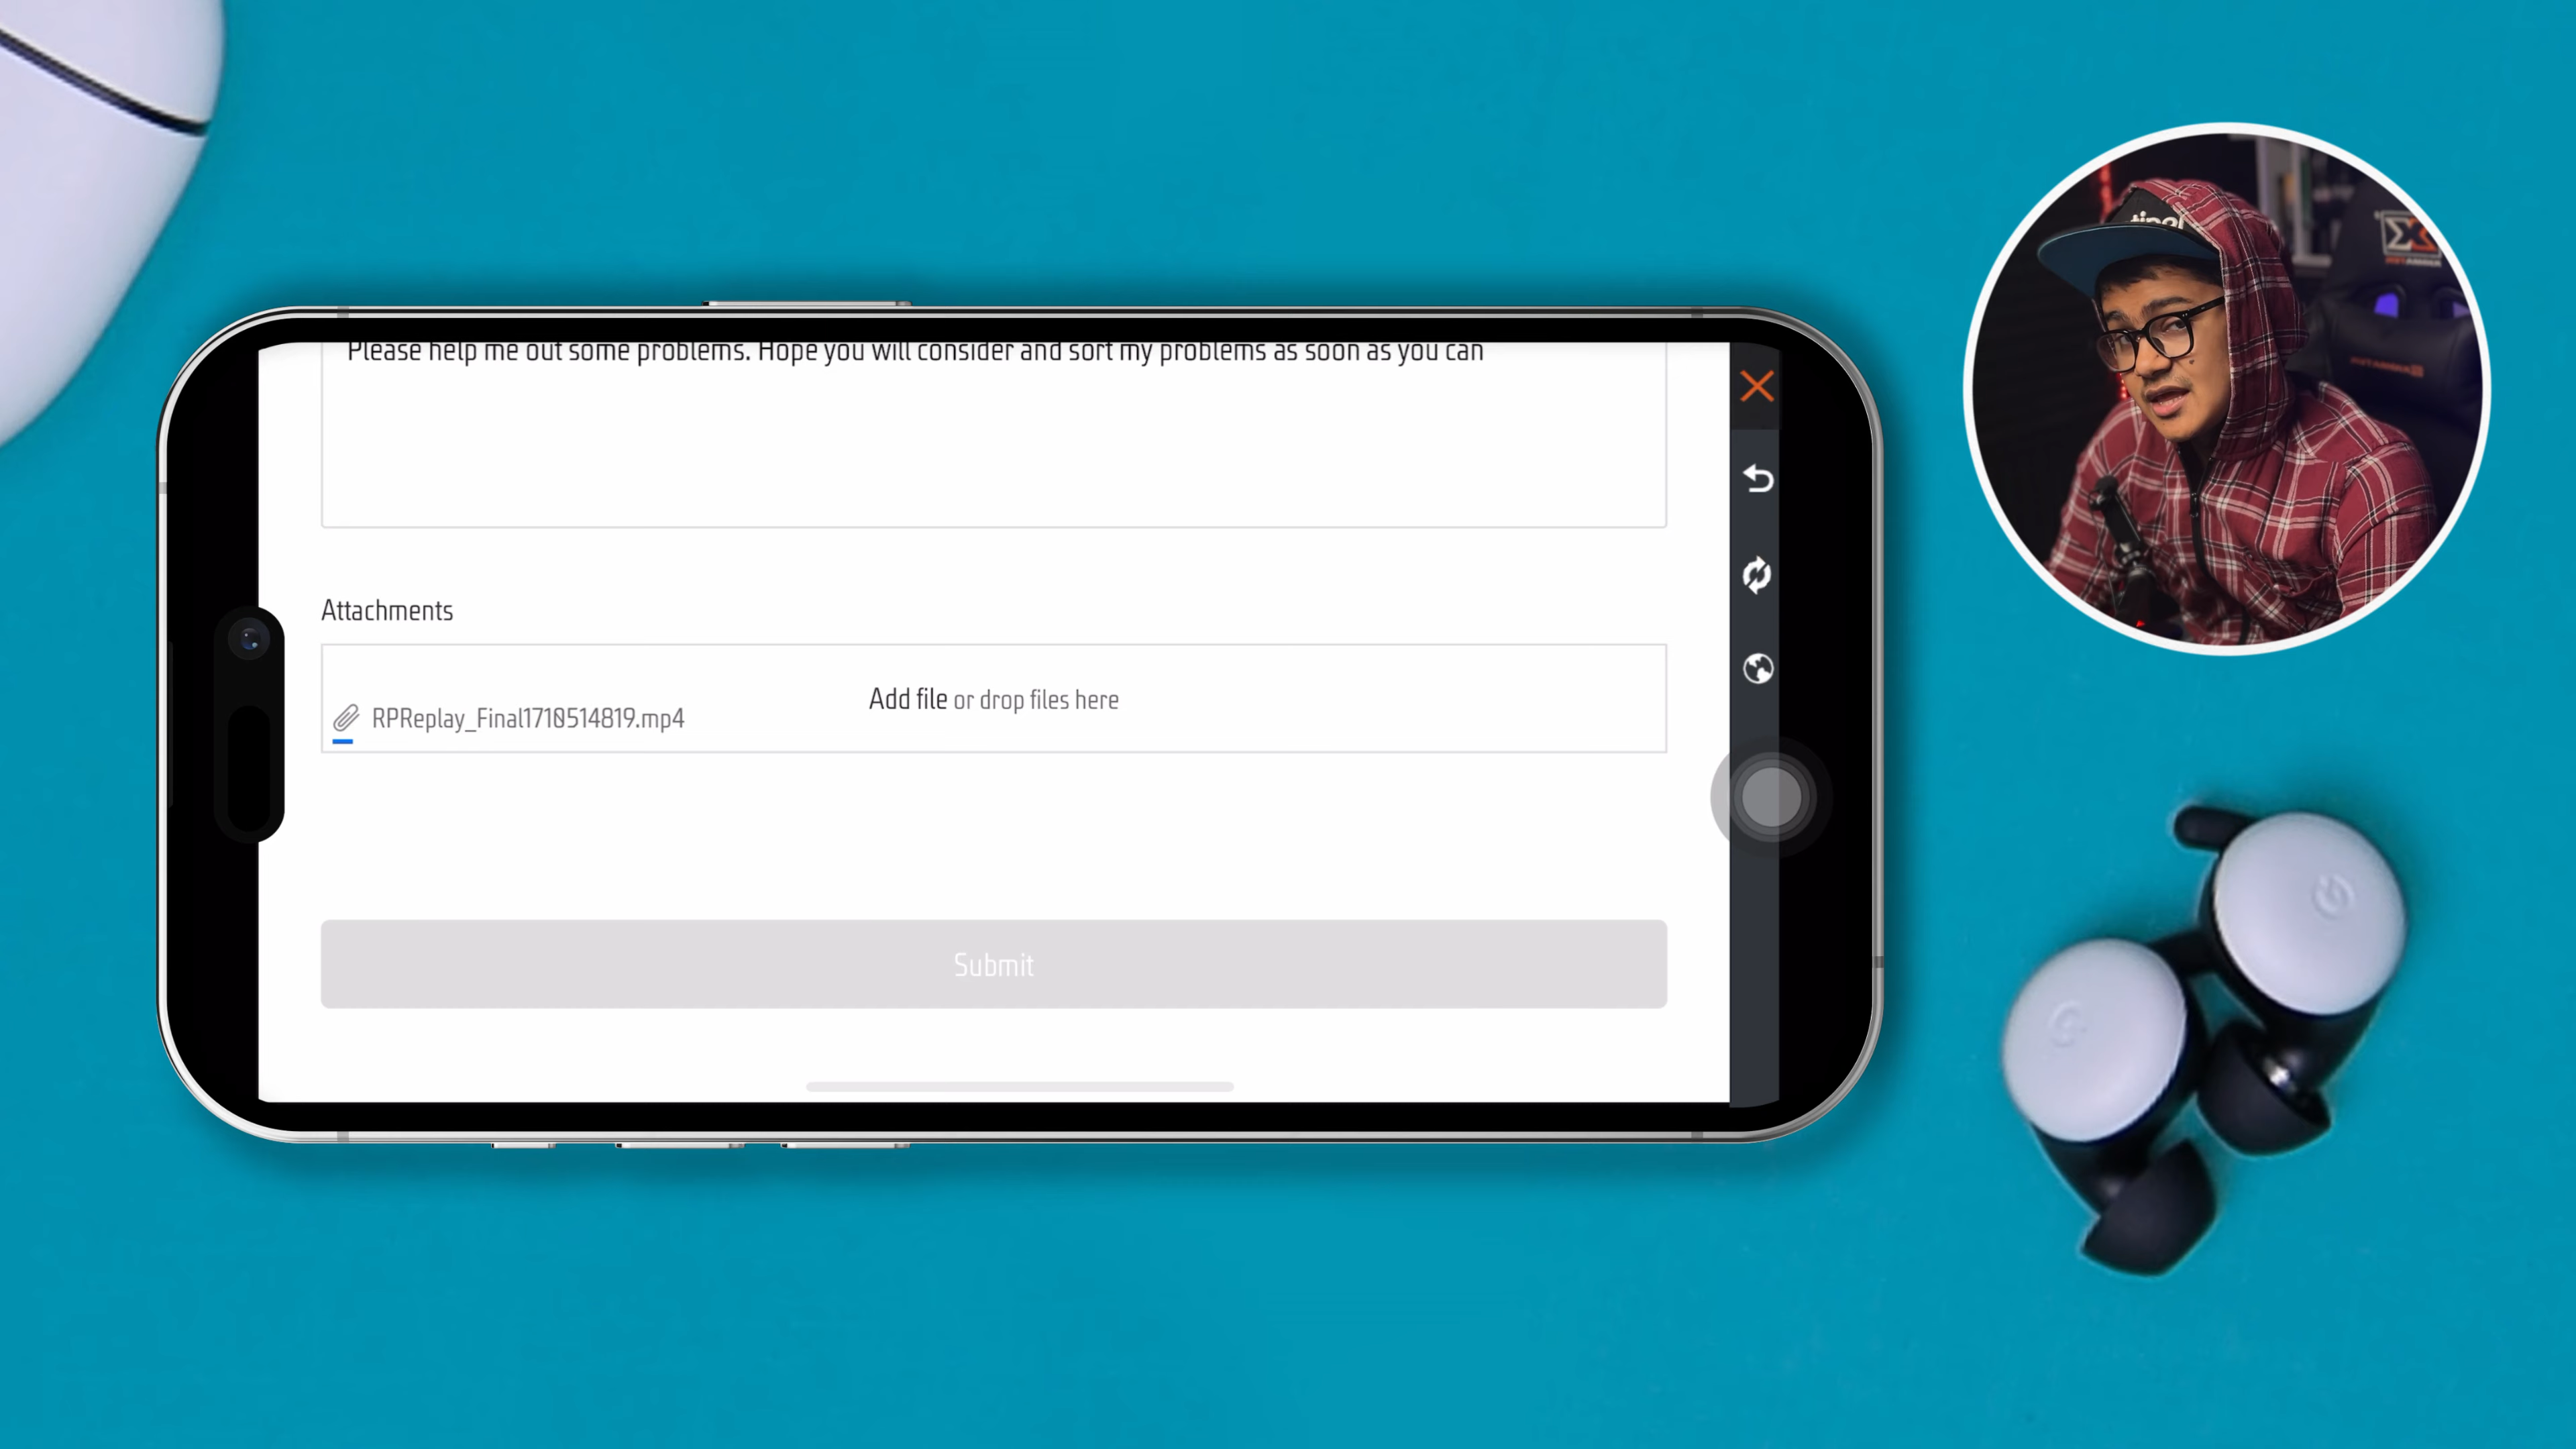 Please help me out some problems. Hope you will consider and sort my problems as soon as you can
Attachments
Add file or drop files here
RPReplay_Final1710514819.mp4
Submit